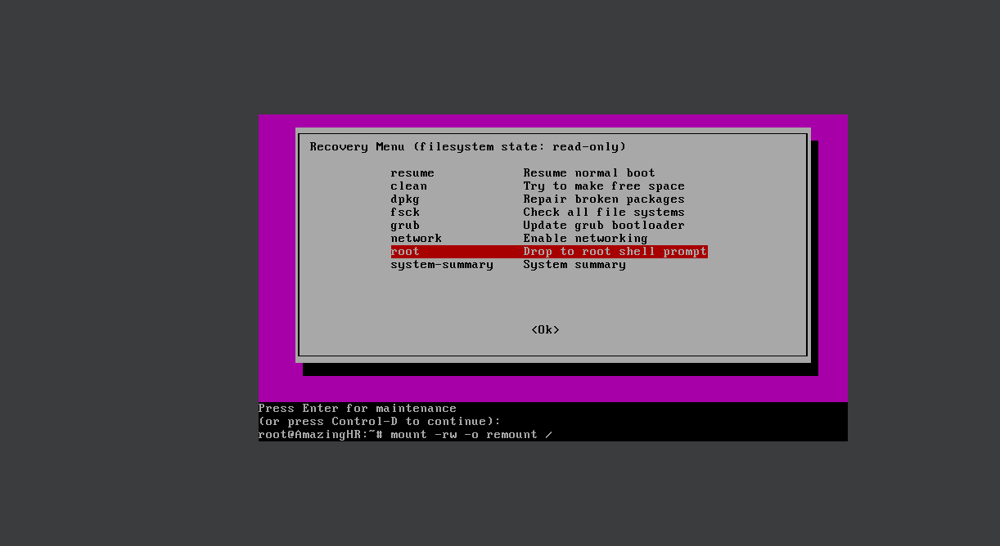 Recovery Menu (filesystem state: read-only)
resume Resume normal boot
clean Try to make free space
dpkg Repair broken packages
fsck Check all file systems
grub Update grub bootloader
network Enable networking
root Drop to root shell prompt
system-summary System summary
<Ok>
Press Enter for maintenance
(or press Control-D to continue):
root@AmazingHR:~# mount -rw -o remount /